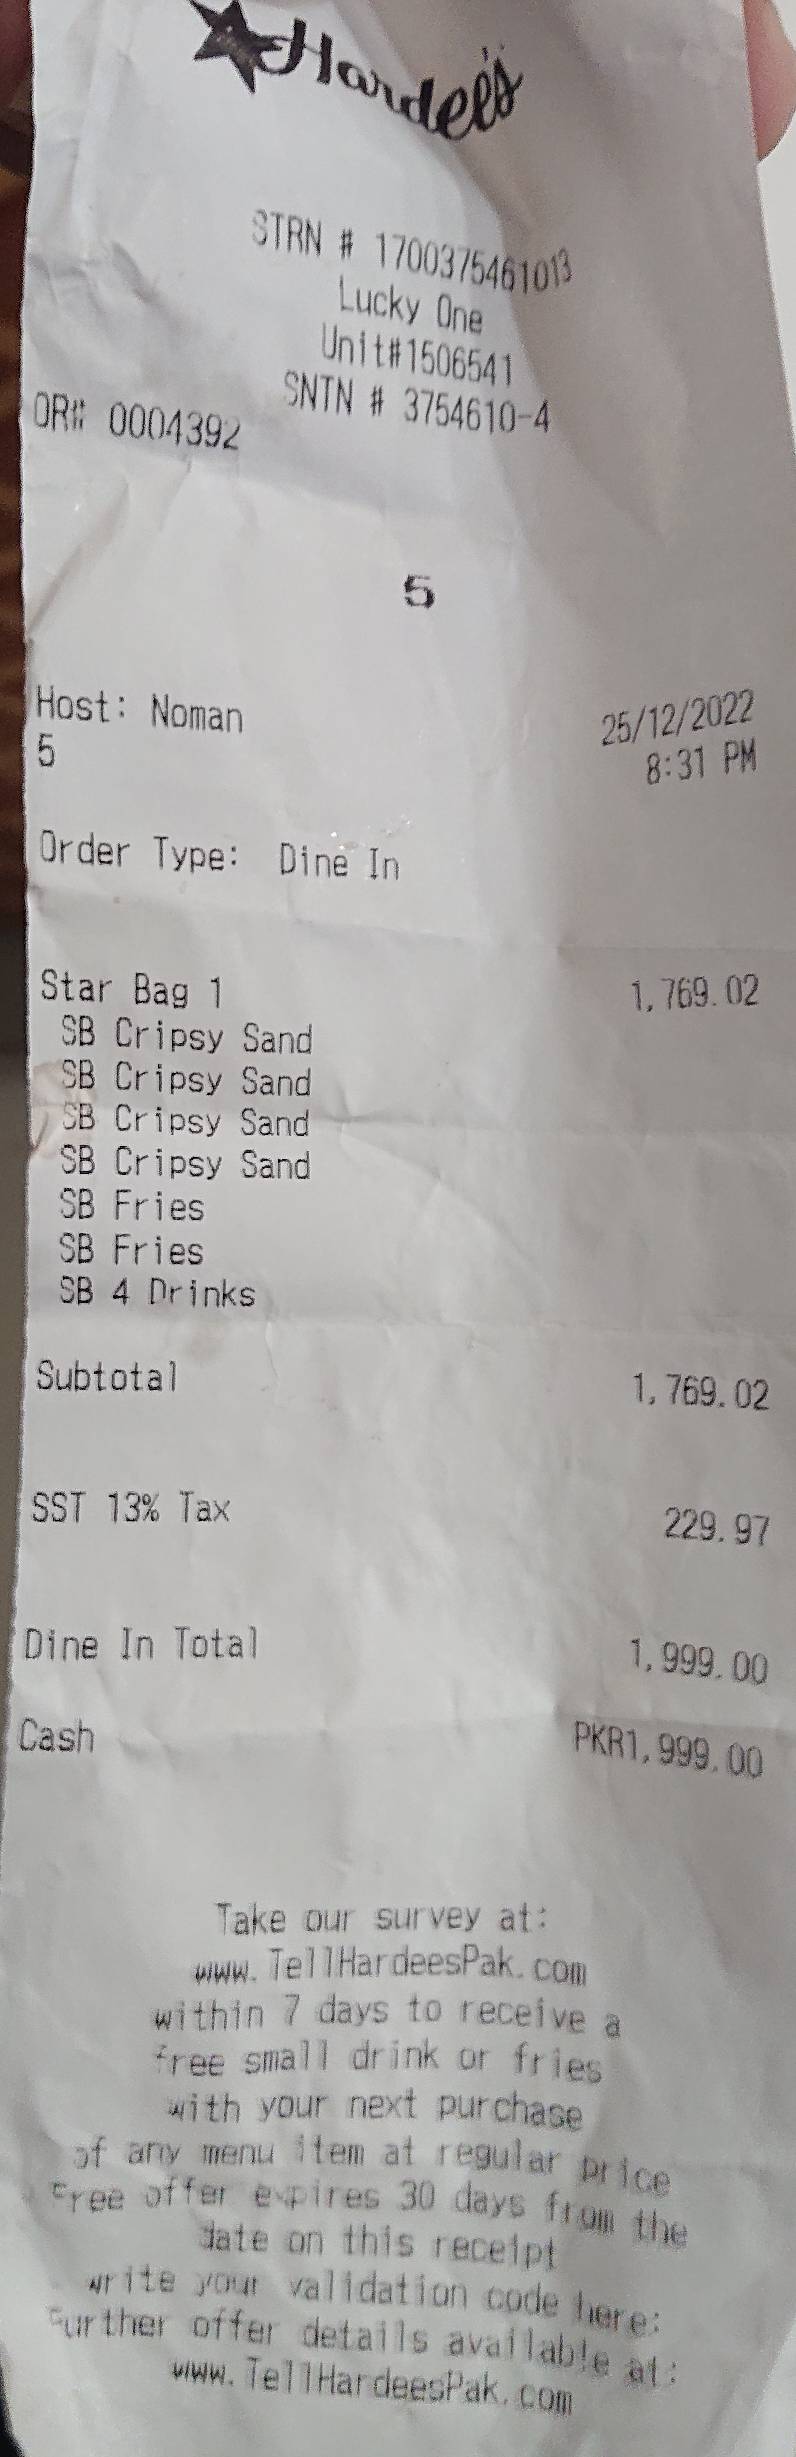 Hardee's
STRN # 1700375461013
Lucky One
Unit#1506541
SNTN # 3754610-4
OR# 0004392
5
Host: Noman 25/12/2022
5 8:31 PM
Order Type: Dine In
Star Bag 1 1,769.02
SB Cripsy Sand
SB Cripsy Sand
SB Cripsy Sand
SB Cripsy Sand
SB Fries
SB Fries
SB 4 Drinks
Subtotal 1,769.02
SST 13% Tax 229.97
Dine In Total 1,999.00
Cash PKR1,999.00
Take our survey at:
www.TellHardeesPak.com
within 7 days to receive a
free small drink or fries
with your next purchase
of any menu item at regular price
Free offer expires 30 days from the
date on this receipt
write your validation code here:
Further offer details available at:
www.TellHardeesPak.com